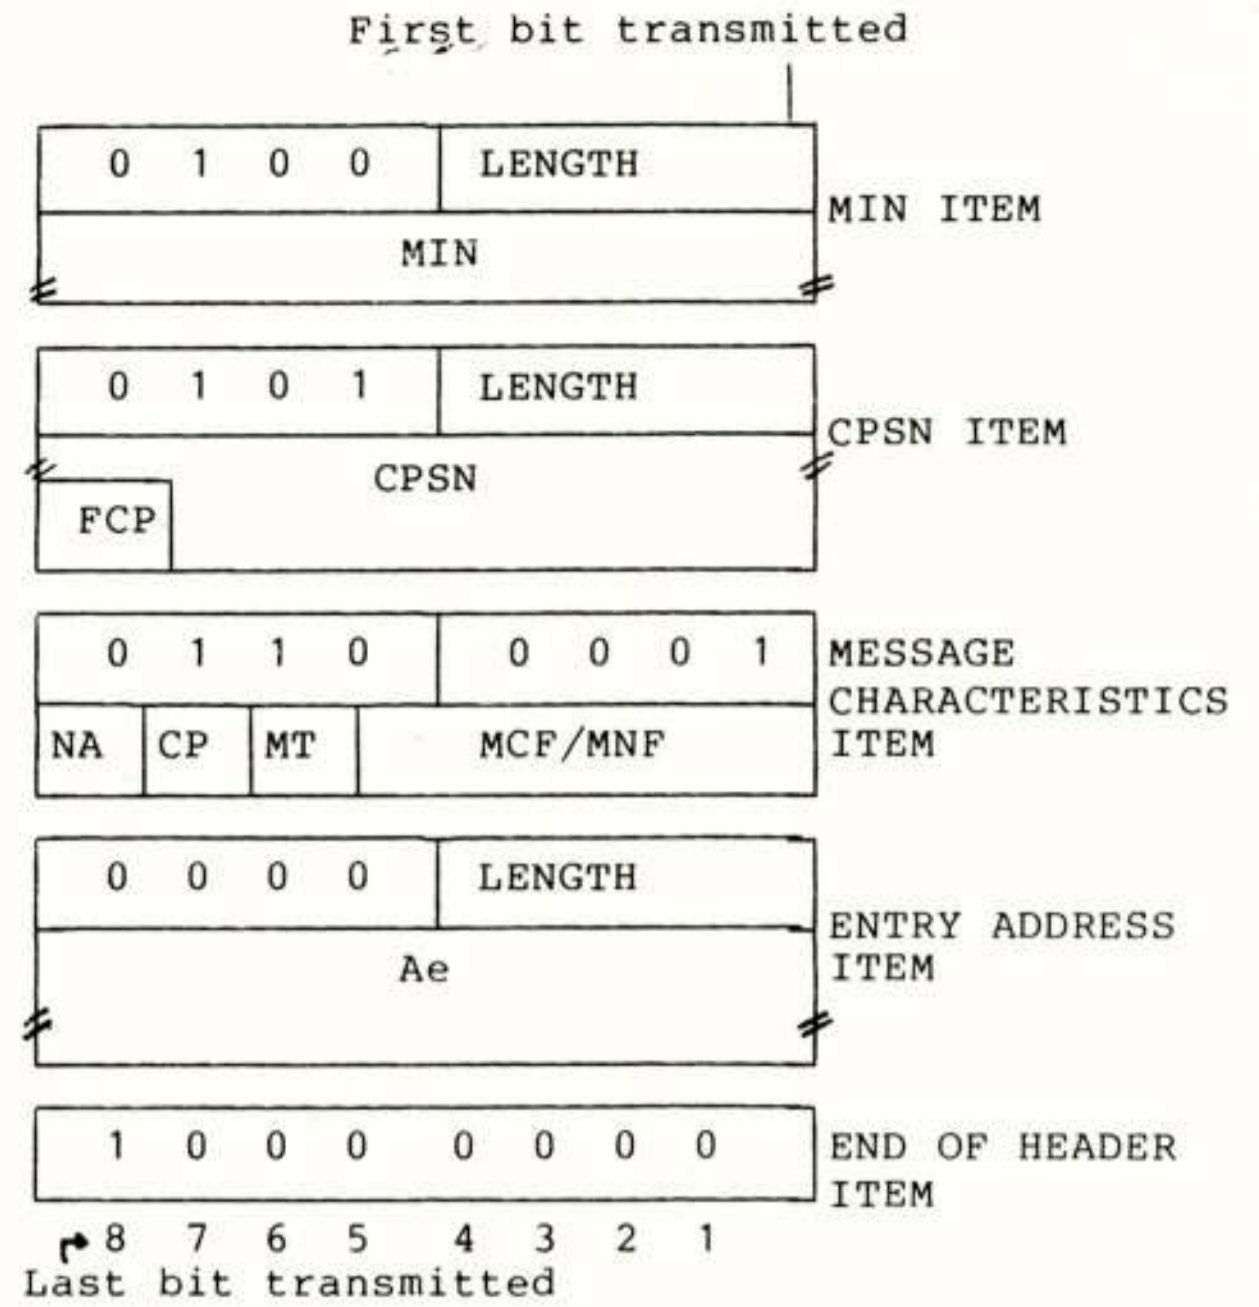 First bit transmitted
0 1 0 0 LENGTH
MIN ITEM
MIN
0 1 0 1 LENGTH
CPSN ITEM
CPSN
FCP
0 1 1 0 0 0 0 1 MESSAGE
CHARACTERISTICS
NA CP MT MCF/MNF ITEM
0 0 0 0 LENGTH
ENTRY ADDRESS
Ae ITEM
1 0 0 0 0 0 0 0 END OF HEADER
ITEM
8 7 6 5 4 3 2 1
Last bit transmitted